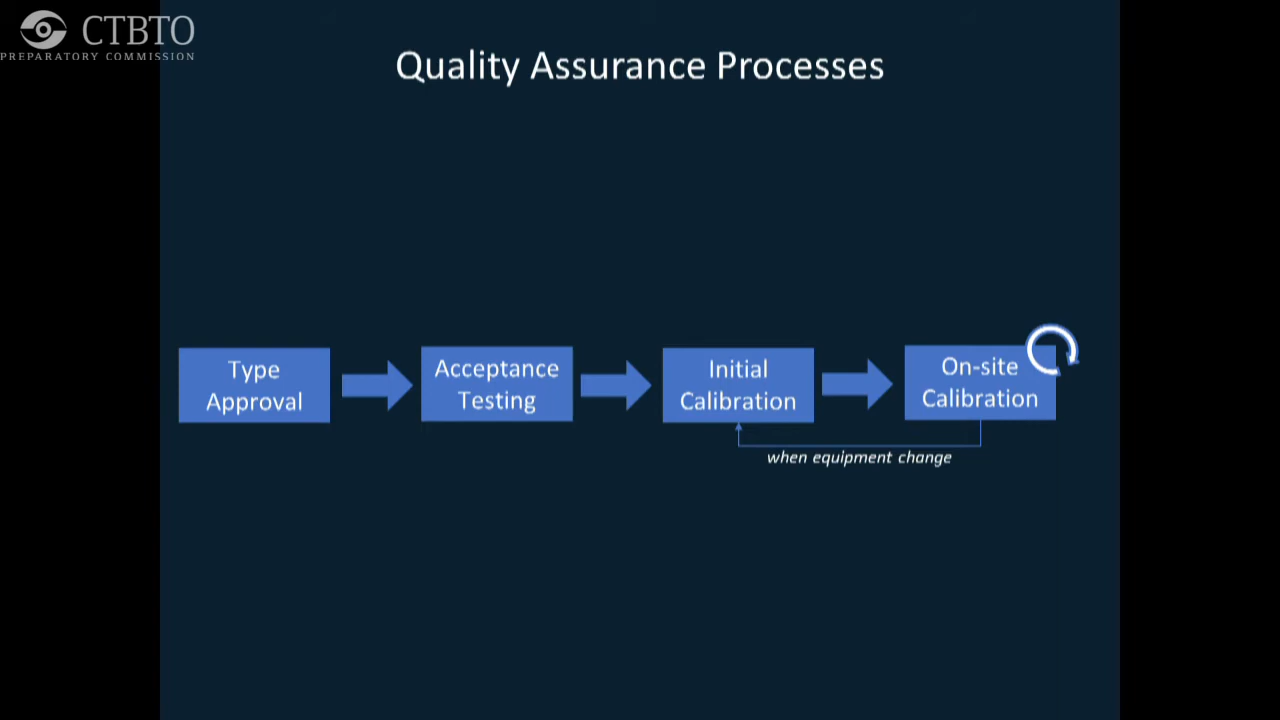 CTBTO
PREPARATORY COMMISSION
Quality Assurance Processes
Type
Approval
Acceptance
Testing
Initial
Calibration
On-site
Calibration
when equipment change